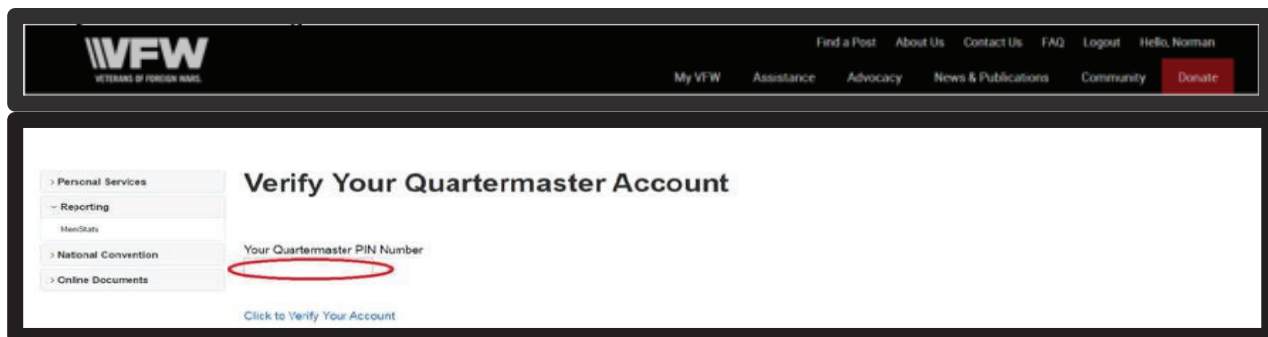 VFW
VETERANS OF FOREIGN WARS.
Find a Post About Us Contact Us FAQ Logout Hello, Norman
My VFW Assistance Advocacy News & Publications Community Donate
> Personal Services
Reporting
MemStats
> National Convention
> Online Documents
Verify Your Quartermaster Account
Your Quartermaster PIN Number
Click to Verify Your Account